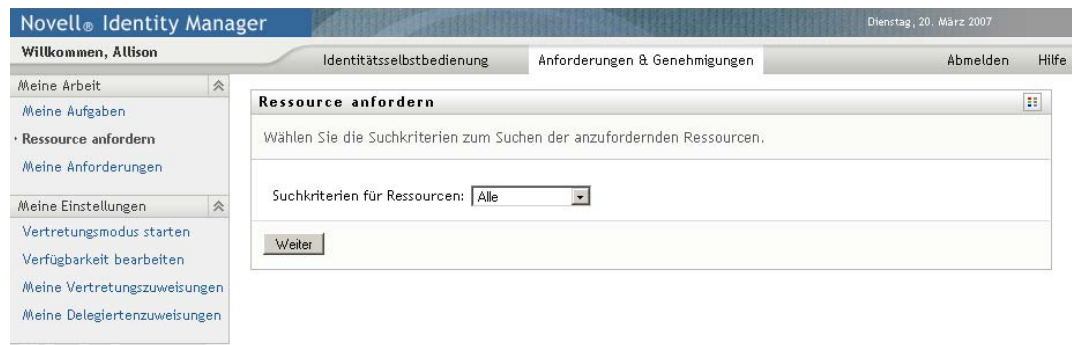 Novell® Identity Manager
Dienstag, 20. März 2007
Willkommen, Allison
Identitätsselbstbedienung
Anforderungen & Genehmigungen
Abmelden
Hilfe
Meine Arbeit
Meine Aufgaben
· Ressource anfordern
Meine Anforderungen
Meine Einstellungen
Vertretungsmodus starten
Verfügbarkeit bearbeiten
Meine Vertretungszuweisungen
Meine Delegiertenzuweisungen
Ressource anfordern
Wählen Sie die Suchkriterien zum Suchen der anzufordernden Ressourcen.
Suchkriterien für Ressourcen: Alle
Weiter